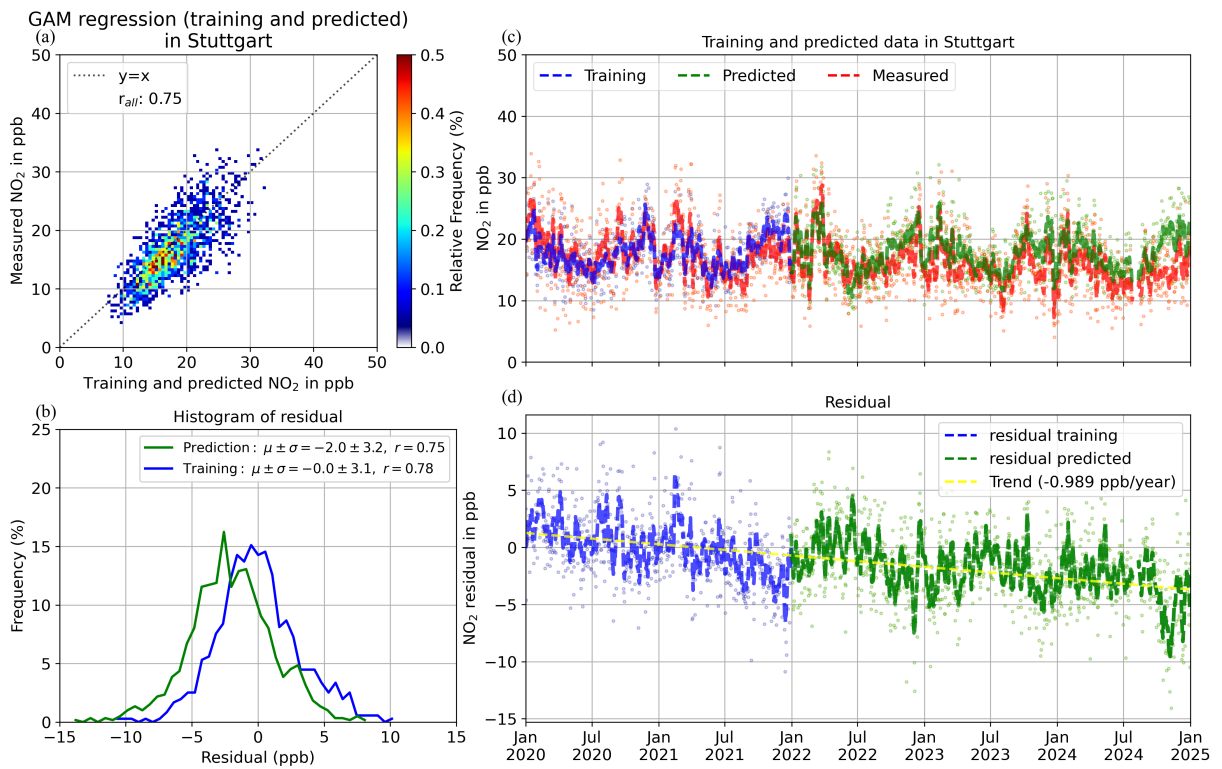 GAM regression (training and predicted)
in Stuttgart
(a)
y=x
r_all: 0.75
50
40
30
20
10
0
Measured NO₂ in ppb
0 10 20 30 40 50
Training and predicted NO₂ in ppb
0.5
0.4
0.3
0.2
0.1
0.0
Relative Frequency (%)
(b)
Histogram of residual
Prediction: μ ± σ = −2.0 ± 3.2, r = 0.75
Training: μ ± σ = −0.0 ± 3.1, r = 0.78
25
20
15
10
5
0
Frequency (%)
−15 −10 −5 0 5 10 15
Residual (ppb)
(c)
Training and predicted data in Stuttgart
Training Predicted Measured
50
40
30
20
10
0
NO₂ in ppb
(d)
Residual
residual training
residual predicted
Trend (-0.989 ppb/year)
10
5
0
−5
−10
−15
NO₂ residual in ppb
Jan Jul Jan Jul Jan Jul Jan Jul Jan Jul Jan
2020 2020 2021 2021 2022 2022 2023 2023 2024 2024 2025